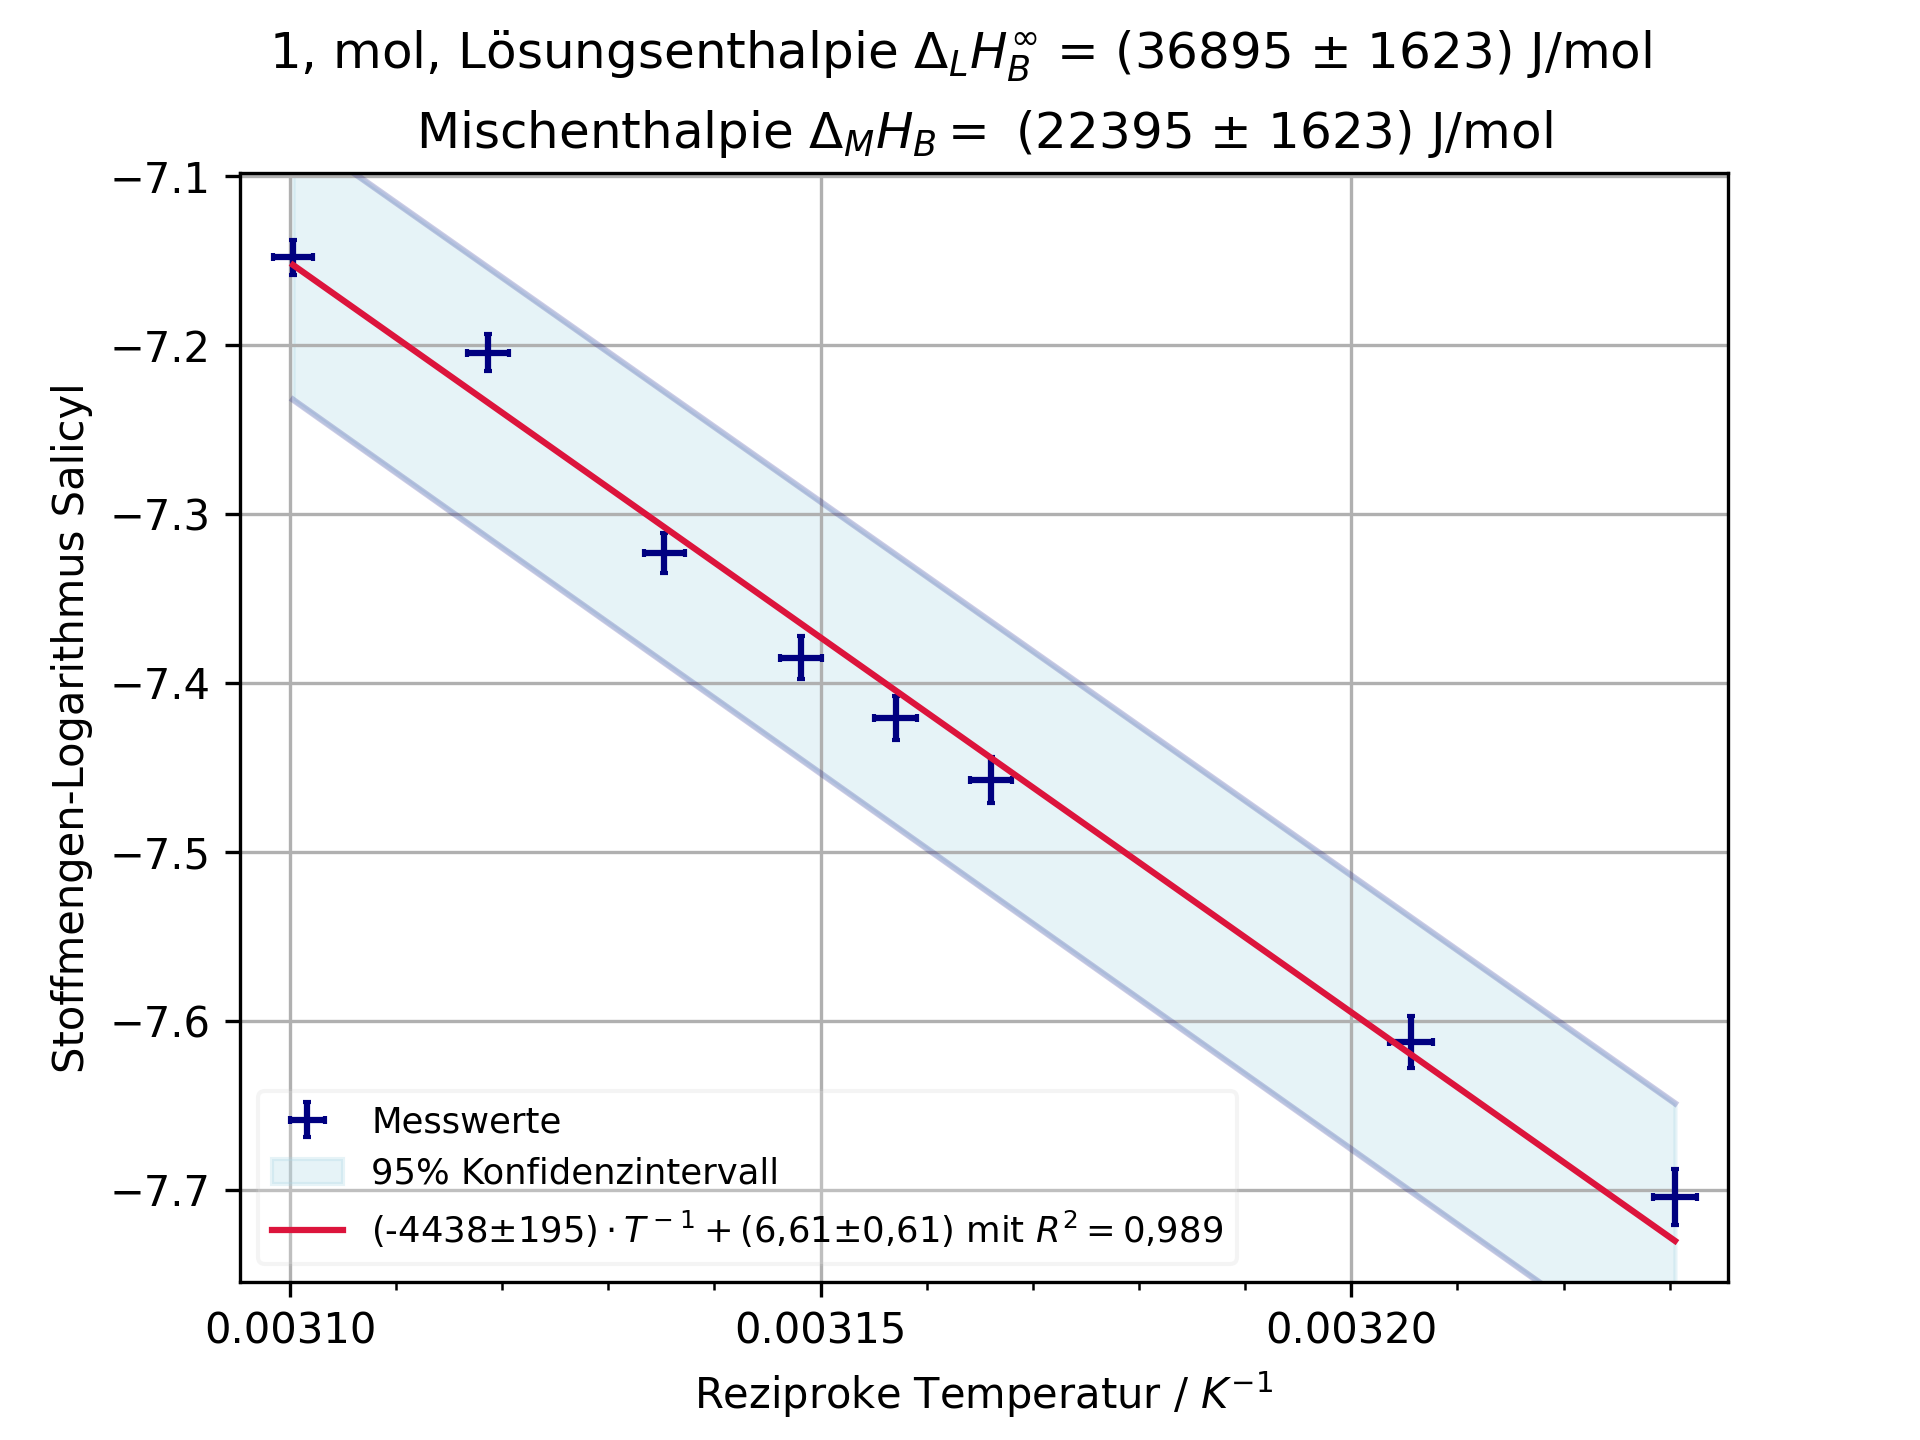 1, mol, Lösungsenthalpie Δ_L H_B^∞ = (36895 ± 1623) J/mol
Mischenthalpie Δ_M H_B = (22395 ± 1623) J/mol
Stoffmengen-Logarithmus Salicyl
−7.1
−7.2
−7.3
−7.4
−7.5
−7.6
−7.7
Messwerte
95% Konfidenzintervall
(-4438±195) · T⁻¹ + (6,61±0,61) mit R² = 0,989
0.00310 0.00315 0.00320
Reziproke Temperatur / K⁻¹